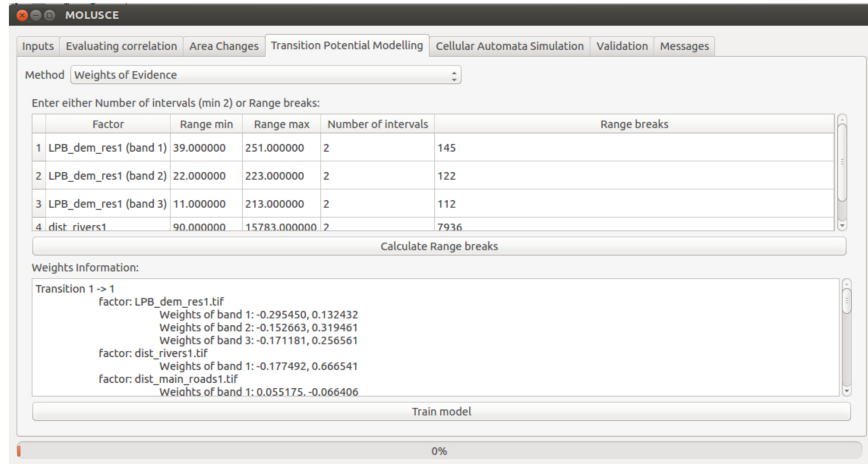 MOLUSCE
Inputs Evaluating correlation Area Changes Transition Potential Modelling Cellular Automata Simulation Validation Messages
Method Weights of Evidence
Enter either Number of intervals (min 2) or Range breaks:
Factor Range min Range max Number of intervals Range breaks
1 LPB_dem_res1 (band 1) 39.000000 251.000000 2 145
2 LPB_dem_res1 (band 2) 22.000000 223.000000 2 122
3 LPB_dem_res1 (band 3) 11.000000 213.000000 2 112
4 dist_rivers1 90.000000 15783.000000 2 7936
Calculate Range breaks
Weights Information:
Transition 1 -> 1
factor: LPB_dem_res1.tif
Weights of band 1: -0.295450, 0.132432
Weights of band 2: -0.152663, 0.319461
Weights of band 3: -0.171181, 0.256561
factor: dist_rivers1.tif
Weights of band 1: -0.177492, 0.666541
factor: dist_main_roads1.tif
Weights of band 1: 0.055175, -0.066406
Train model
0%